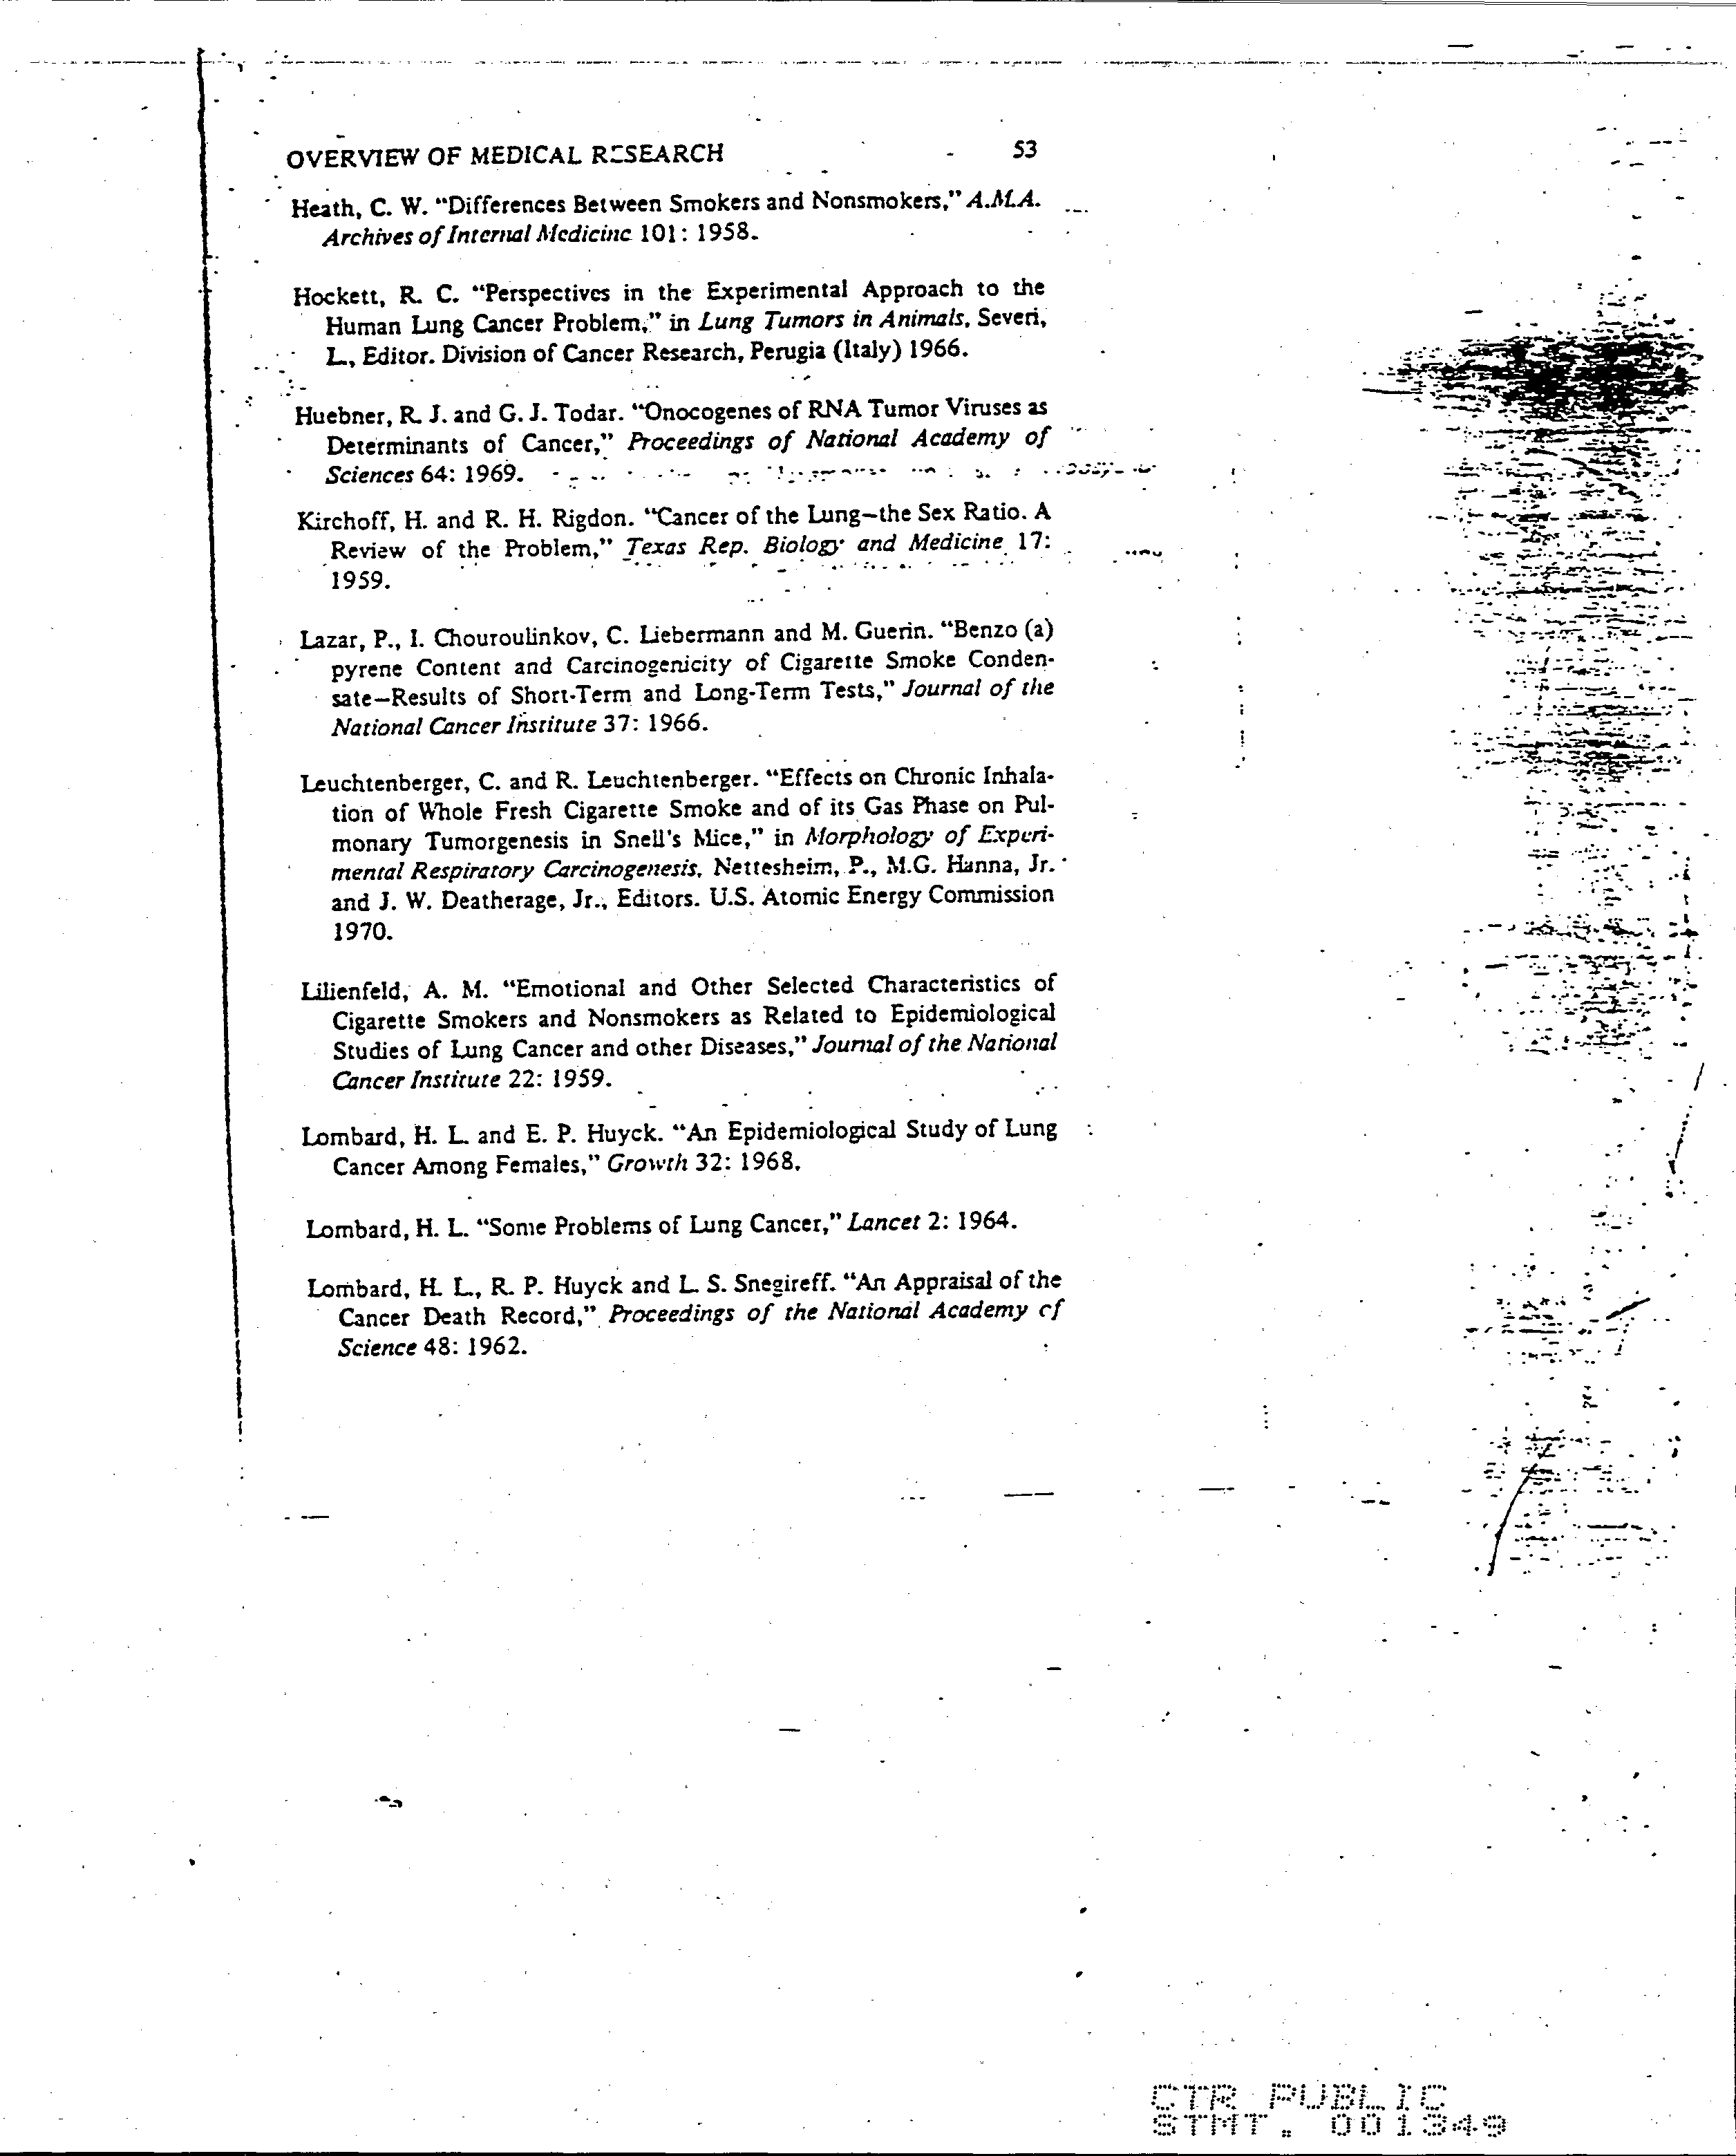 OVERVIEW OF MEDICAL RESEARCH 53
Heath, C. W. “Differences Between Smokers and Nonsmokers,” A.M.A.
Archives of Internal Medicine 101: 1958.
Hockett, R. C. “Perspectives in the Experimental Approach to the
Human Lung Cancer Problem,” in Lung Tumors in Animals, Severi,
L., Editor. Division of Cancer Research, Perugia (Italy) 1966.
Huebner, R. J. and G. J. Todar. “Onocogenes of RNA Tumor Viruses as
Determinants of Cancer,” Proceedings of National Academy of
Sciences 64: 1969.
Kirchoff, H. and R. H. Rigdon. “Cancer of the Lung—the Sex Ratio. A
Review of the Problem,” Texas Rep. Biology and Medicine 17:
1959.
Lazar, P., I. Chouroulinkov, C. Liebermann and M. Guerin. “Benzo (a)
pyrene Content and Carcinogenicity of Cigarette Smoke Conden-
sate—Results of Short-Term and Long-Term Tests,” Journal of the
National Cancer Institute 37: 1966.
Leuchtenberger, C. and R. Leuchtenberger. “Effects on Chronic Inhala-
tion of Whole Fresh Cigarette Smoke and of its Gas Phase on Pul-
monary Tumorgenesis in Snell's Mice,” in Morphology of Experi-
mental Respiratory Carcinogenesis, Nettesheim, P., M.G. Hanna, Jr.
and J. W. Deatherage, Jr., Editors. U.S. Atomic Energy Commission
1970.
Lilienfeld, A. M. “Emotional and Other Selected Characteristics of
Cigarette Smokers and Nonsmokers as Related to Epidemiological
Studies of Lung Cancer and other Diseases,” Journal of the National
Cancer Institute 22: 1959.
Lombard, H. L. and E. P. Huyck. “An Epidemiological Study of Lung
Cancer Among Females,” Growth 32: 1968.
Lombard, H. L. “Some Problems of Lung Cancer,” Lancet 2: 1964.
Lombard, H. L., R. P. Huyck and L. S. Snegireff. “An Appraisal of the
Cancer Death Record,” Proceedings of the National Academy of
Science 48: 1962.
CTR PUBLIC
STMT. 001349